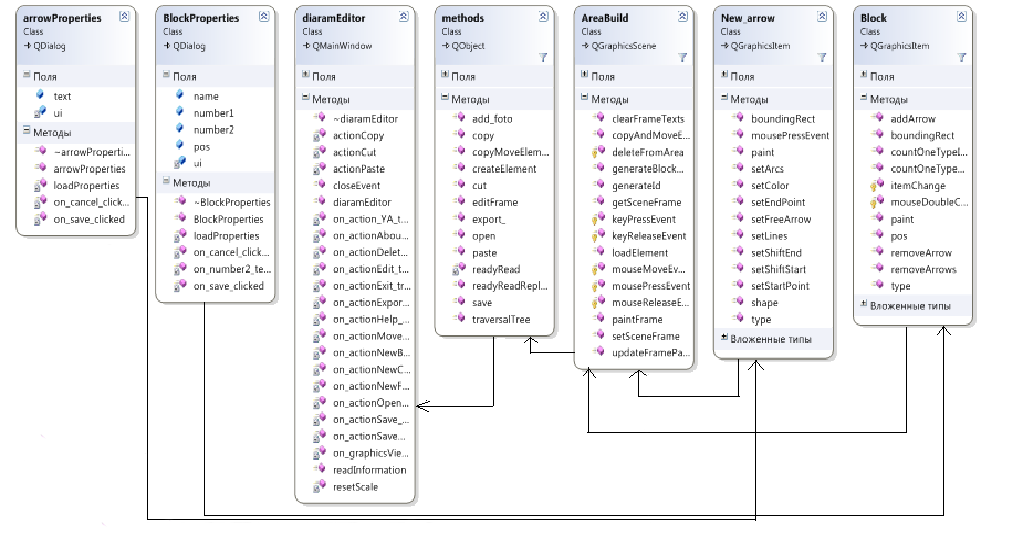 arrowProperties
Class
QDialog
Поля
text
ui
Методы
~arrowProperti...
arrowProperties
loadProperties
on_cancel_click...
on_save_clicked
BlockProperties
Class
QDialog
Поля
name
number1
number2
pos
ui
Методы
~BlockProperties
BlockProperties
loadProperties
on_cancel_click...
on_number2_te...
on_save_clicked
diaramEditor
Class
QMainWindow
Поля
Методы
~diaramEditor
actionCopy
actionCut
actionPaste
closeEvent
diaramEditor
on_action_YA_t...
on_actionAbou...
on_actionDelet...
on_actionEdit_t...
on_actionExit_tr...
on_actionExpor...
on_actionHelp_...
on_actionMove...
on_actionNewB...
on_actionNewC...
on_actionNewF...
on_actionOpen...
on_actionSave_...
on_actionSave...
on_graphicsVie...
readInformation
resetScale
methods
Class
QObject
Поля
Методы
add_foto
copy
copyMoveElem...
createElement
cut
editFrame
export_
open
paste
readyRead
readyReadRepl...
save
traversalTree
AreaBuild
Class
QGraphicsScene
Поля
Методы
clearFrameTexts
copyAndMoveE...
deleteFromArea
generateBlock...
generateId
getSceneFrame
keyPressEvent
keyReleaseEvent
loadElement
mouseMoveEv...
mousePressEvent
mouseReleaseE...
paintFrame
setSceneFrame
updateFramePa...
New_arrow
Class
QGraphicsItem
Поля
Методы
boundingRect
mousePressEvent
paint
setArcs
setColor
setEndPoint
setFreeArrow
setLines
setShiftEnd
setShiftStart
setStartPoint
shape
type
Вложенные типы
Block
Class
QGraphicsItem
Поля
Методы
addArrow
boundingRect
countOneTypeI...
countOneType...
itemChange
mouseDoubleC...
paint
pos
removeArrow
removeArrows
type
Вложенные типы